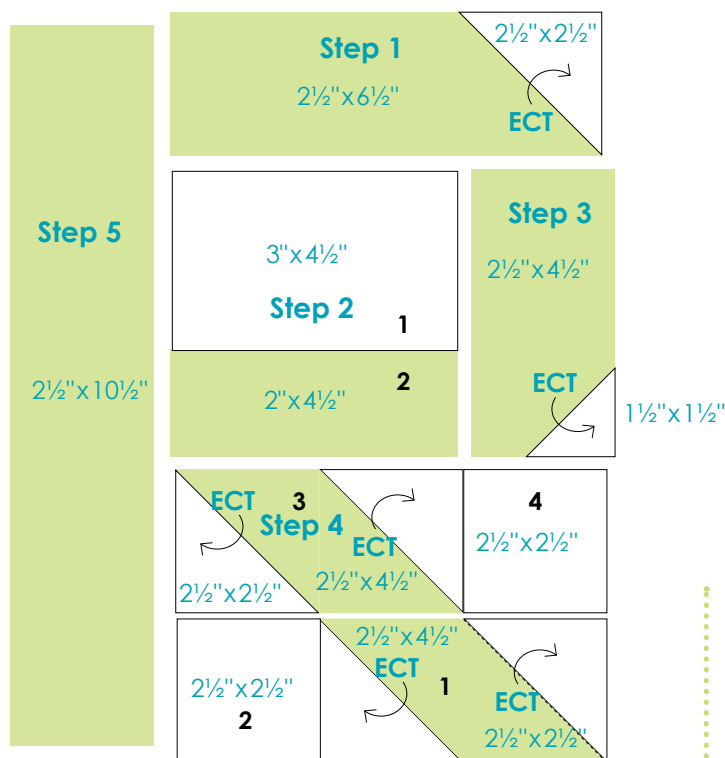 Step 1
2½"x6½"
2½"x2½"
ECT
Step 5
2½"x10½"
3"x4½"
Step 2
1
2
2"x4½"
Step 3
2½"x4½"
ECT
1½"x1½"
ECT
3
Step 4
ECT
2½"x2½"
2½"x4½"
4
2½"x2½"
2½"x2½"
2
2½"x4½"
ECT
1
ECT
2½"x2½"